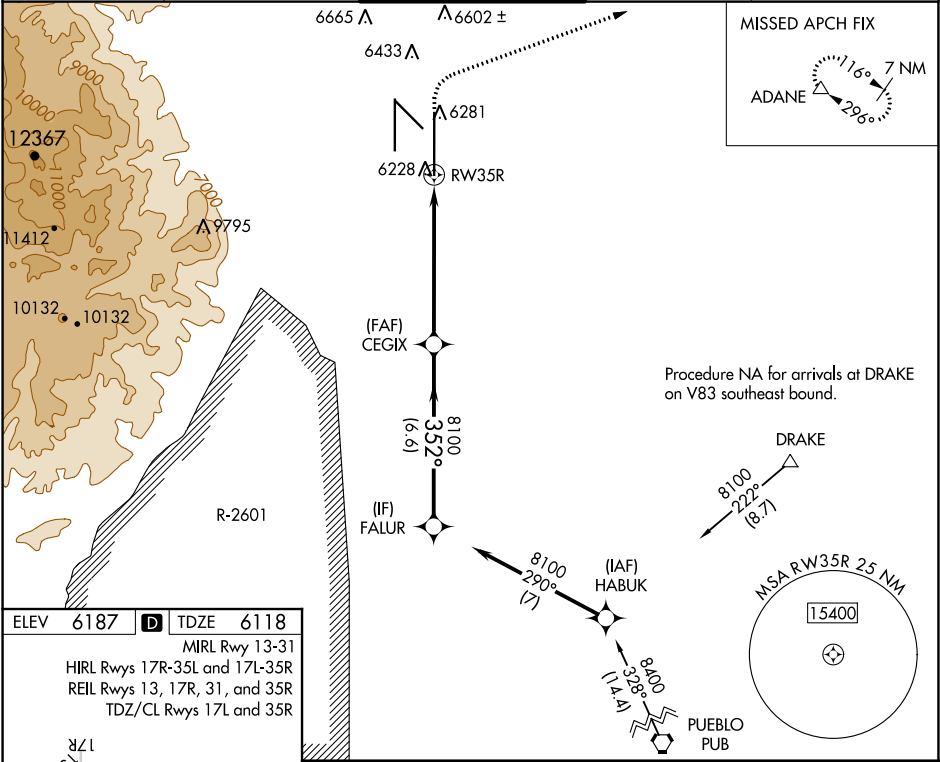 6665
6602 ±
6433
MISSED APCH FIX
7 NM
116°
ADANE
296°
9000
10000
12367
11000
7000
6281
6228
RW35R
11412
9795
10132
10132
(FAF)
CEGIX
Procedure NA for arrivals at DRAKE
on V83 southeast bound.
8100
352°
(6.6)
DRAKE
8100
222°
(8.7)
R-2601
(IF)
FALUR
8100
290°
(7)
(IAF)
HABUK
MSA RW35R 25 NM
15400
8400
328°
(14.4)
PUEBLO
PUB
ELEV 6187 D TDZE 6118
MIRL Rwy 13-31
HIRL Rwys 17R-35L and 17L-35R
REIL Rwys 13, 17R, 31, and 35R
TDZ/CL Rwys 17L and 35R
17R